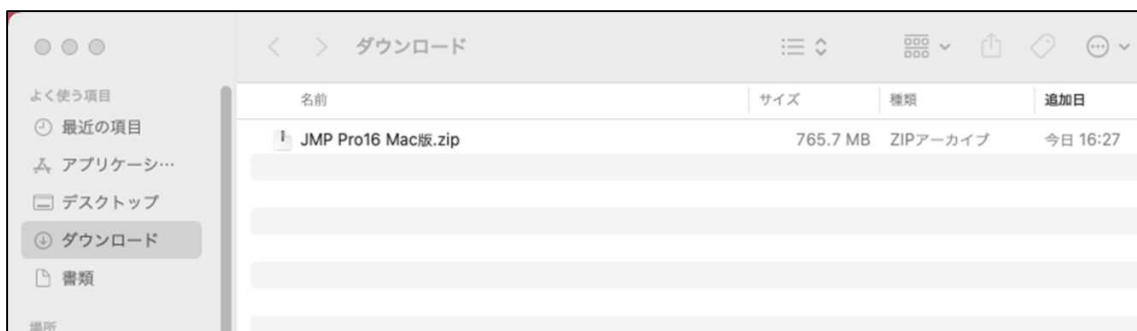 ダウンロード
よく使う項目
最近の項目
アプリケーシ…
デスクトップ
ダウンロード
書類
場所
名前 サイズ 種類 追加日
JMP Pro16 Mac版.zip 765.7 MB ZIPアーカイブ 今日 16:27